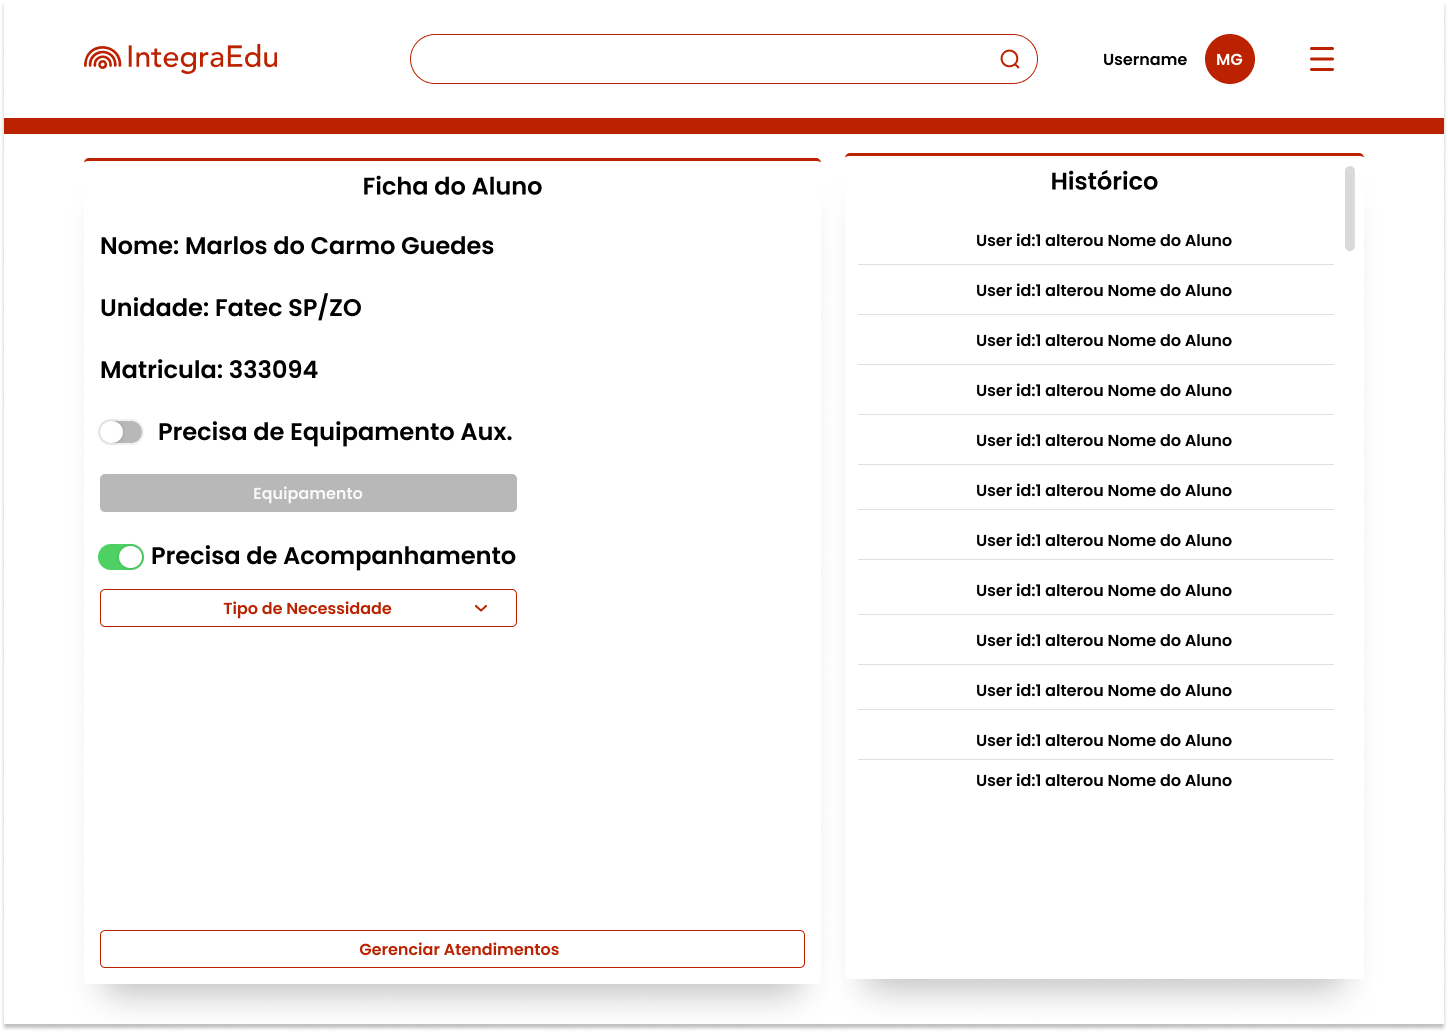 IntegraEdu
Username
MG
Ficha do Aluno
Nome: Marlos do Carmo Guedes
Unidade: Fatec SP/ZO
Matricula: 333094
Precisa de Equipamento Aux.
Equipamento
Precisa de Acompanhamento
Tipo de Necessidade
Gerenciar Atendimentos
Histórico
User id:1 alterou Nome do Aluno
User id:1 alterou Nome do Aluno
User id:1 alterou Nome do Aluno
User id:1 alterou Nome do Aluno
User id:1 alterou Nome do Aluno
User id:1 alterou Nome do Aluno
User id:1 alterou Nome do Aluno
User id:1 alterou Nome do Aluno
User id:1 alterou Nome do Aluno
User id:1 alterou Nome do Aluno
User id:1 alterou Nome do Aluno
User id:1 alterou Nome do Aluno